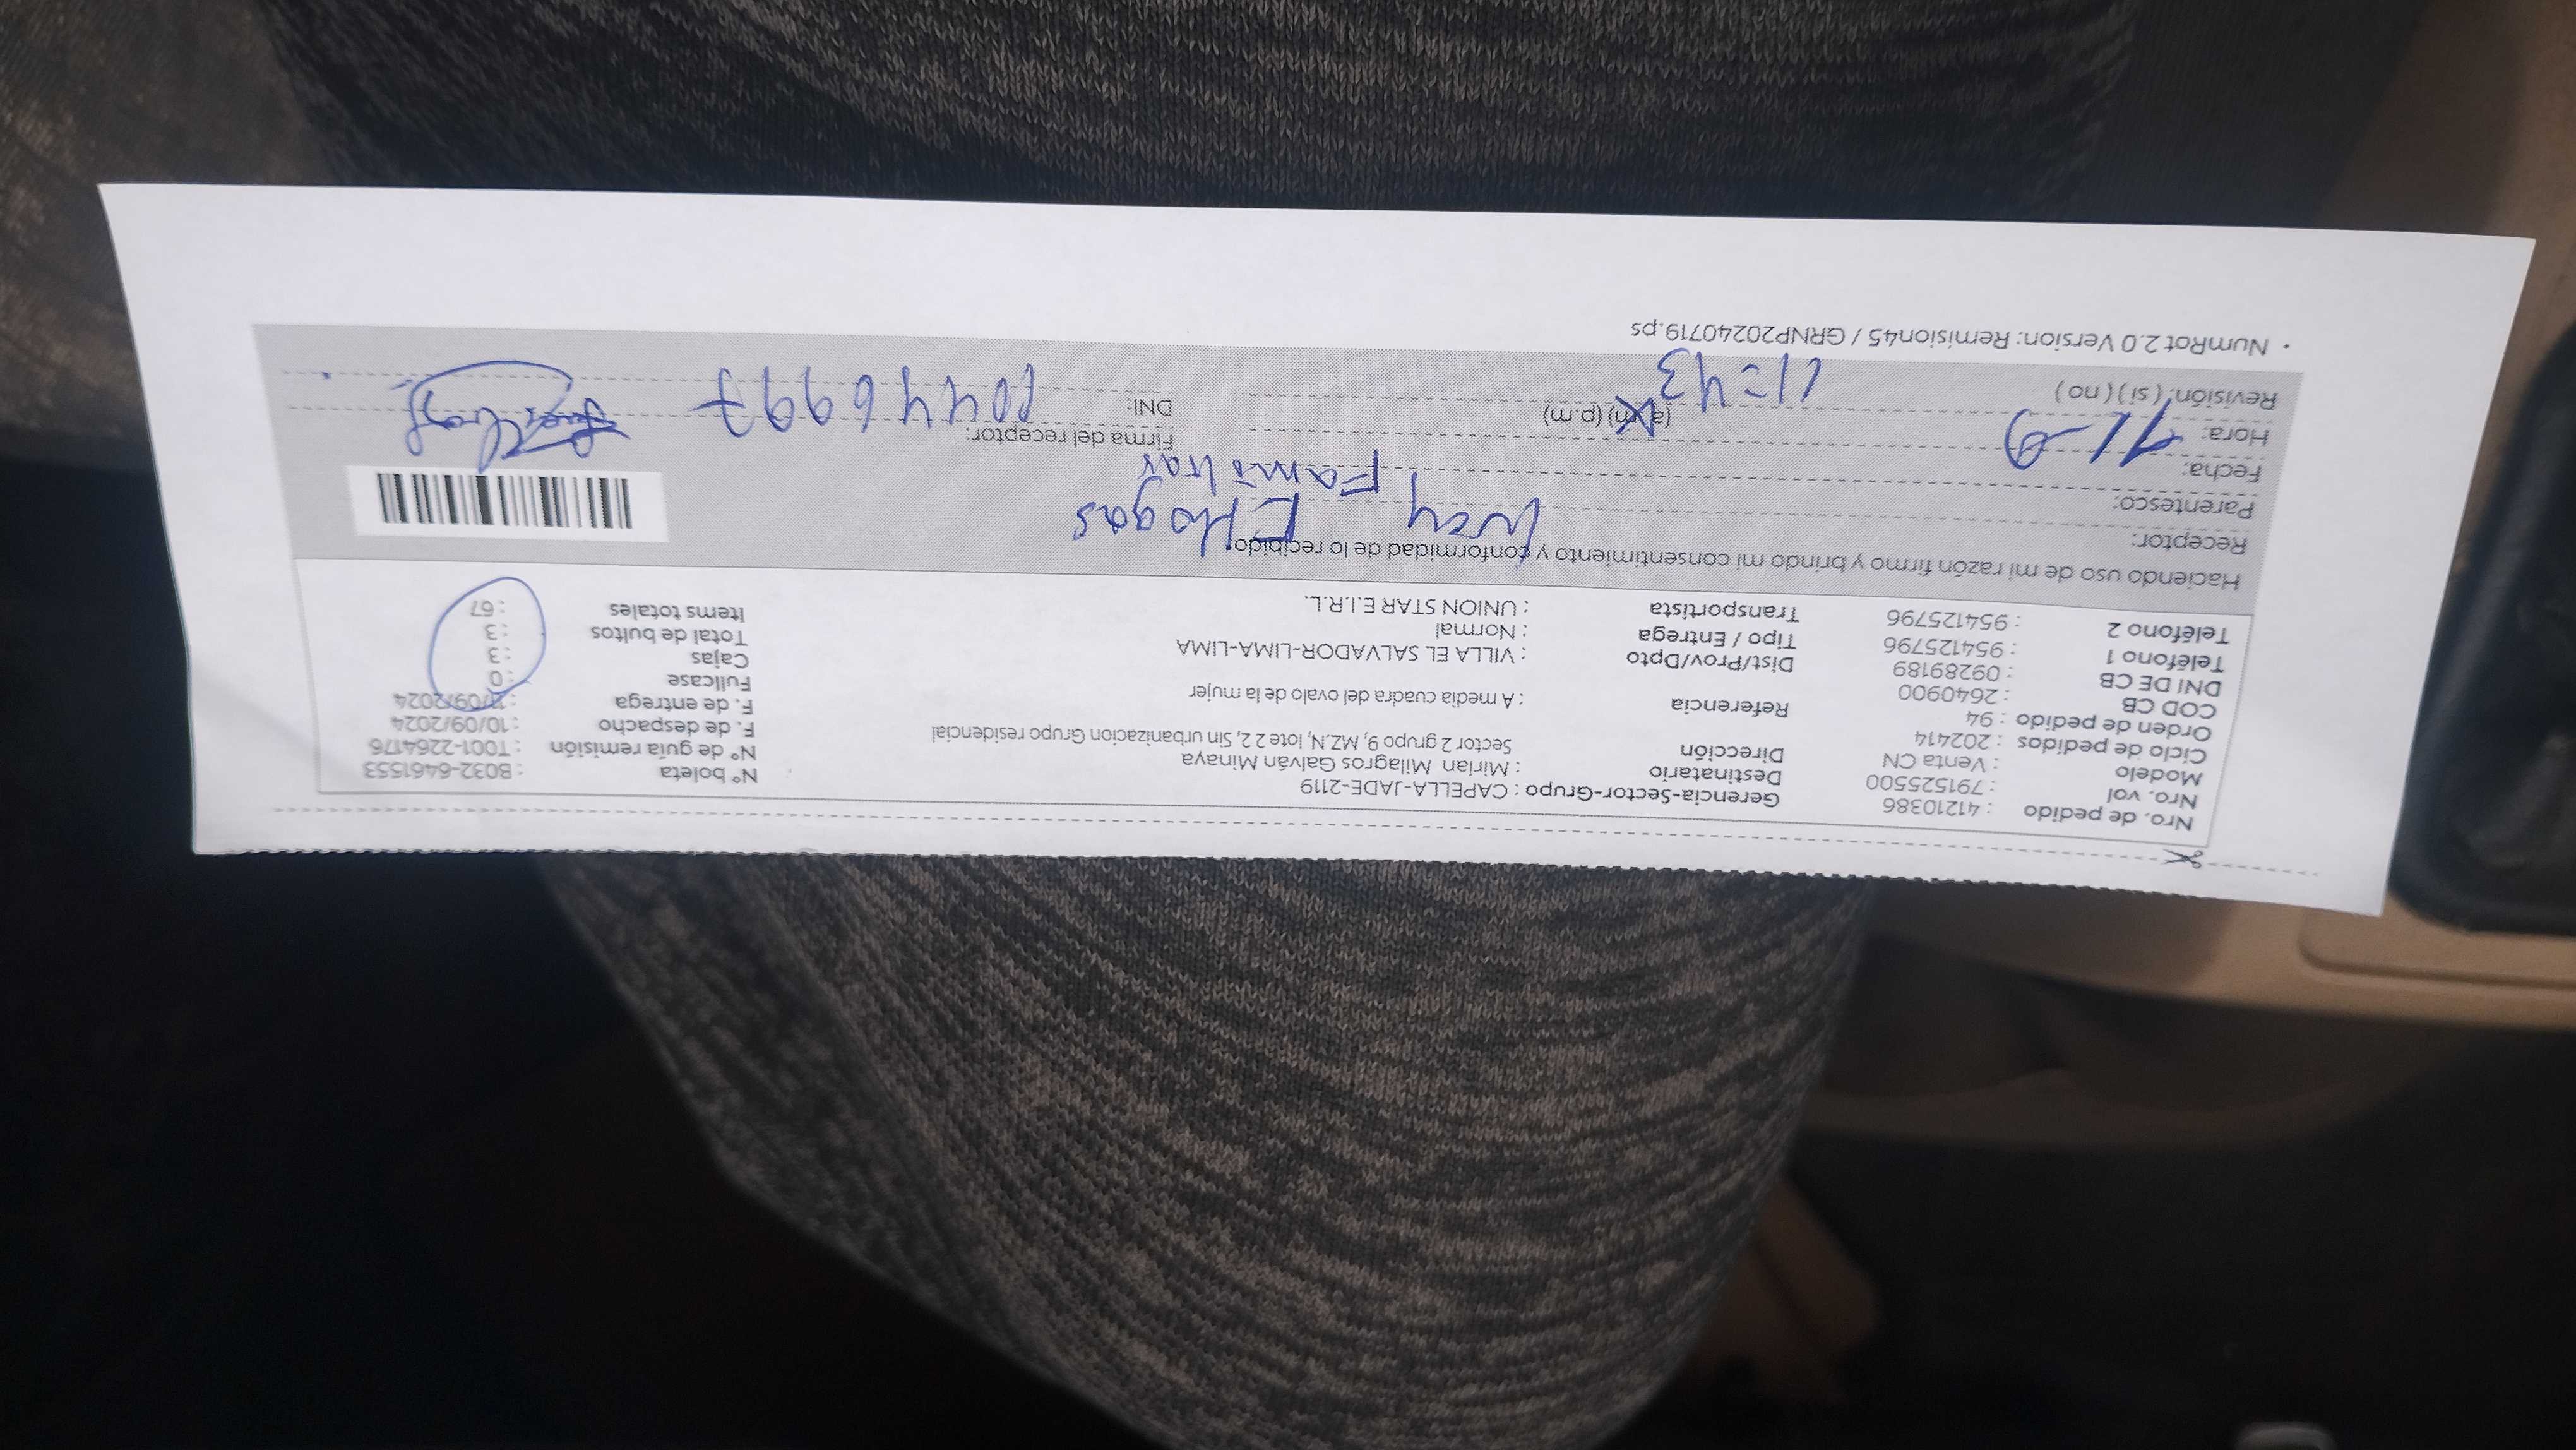 Nro. de pedido : 41210386 Gerencia-Sector-Grupo : CAPELLA-JADE-2119 N° boleta : B032-6461553
Nro. vol : 791525500 Destinatario : Mirian Milagros Galván Minaya N° de guía remisión : T001-2264176
Modelo : Venta CN Dirección Sector 2 grupo 9, MZ.N, lote 22, Sin urbanizacion Grupo residencial F. de despacho : 10/09/2024
Ciclo de pedidos : 202414 F. de entrega : 11/09/2024
Orden de pedido : 94 Referencia : A media cuadra del ovalo de la mujer Fullcase : 0
COD CB : 2640900 Cajas : 3
DNI DE CB : 09289189 Dist/Prov/Dpto : VILLA EL SALVADOR-LIMA-LIMA Total de bultos : 3
Teléfono 1 : 954125796 Tipo / Entrega : Normal Items totales : 67
Teléfono 2 : 954125796 Transportista : UNION STAR E.I.R.L.
Haciendo uso de mi razón firmo y brindo mi consentimiento y conformidad de lo recibido.
Receptor:
Parentesco: Familiar
Fecha: 11-9
Hora: 11=43 (a.m) (p.m) Firma del receptor:
Revisión: (si) (no) DNI:
• NumRot 2.0 Version: Remision45 / GRNP20240719.ps